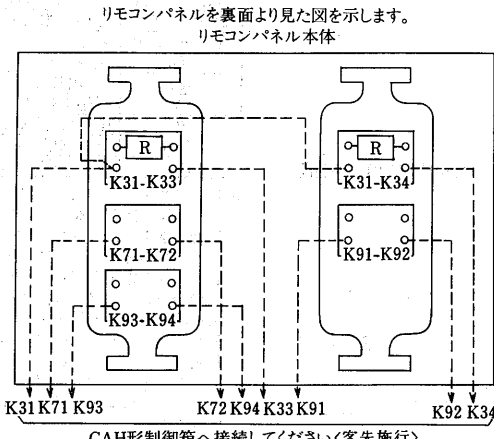 リモコンパネルを裏面より見た図を示します。
リモコンパネル本体
R
R
K31-K33
K31-K34
K71-K72
K91-K92
K93-K94
K31 K71 K93 K72 K94 K33 K91 K92 K34
CAH形制御箱へ接続してください(客先施行)